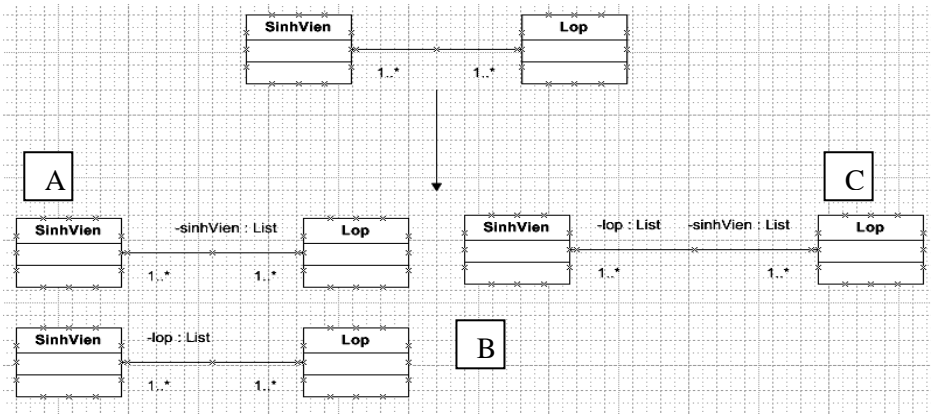 SinhVien
Lop
1..*
1..*
A
C
SinhVien
-sinhVien : List
Lop
1..*
1..*
SinhVien
-lop : List
-sinhVien : List
Lop
1..*
1..*
SinhVien
-lop : List
Lop
1..*
1..*
B